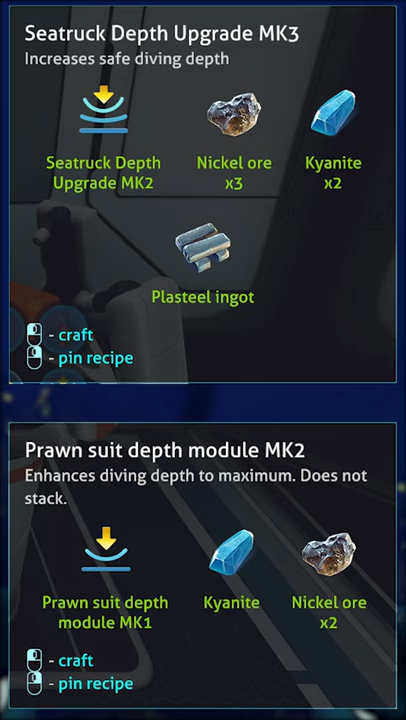 Seatruck Depth Upgrade MK3
Increases safe diving depth
Seatruck Depth Upgrade MK2
Nickel ore x3
Kyanite x2
Plasteel ingot
- craft
- pin recipe
Prawn suit depth module MK2
Enhances diving depth to maximum. Does not
stack.
Prawn suit depth module MK1
Kyanite
Nickel ore x2
- craft
- pin recipe